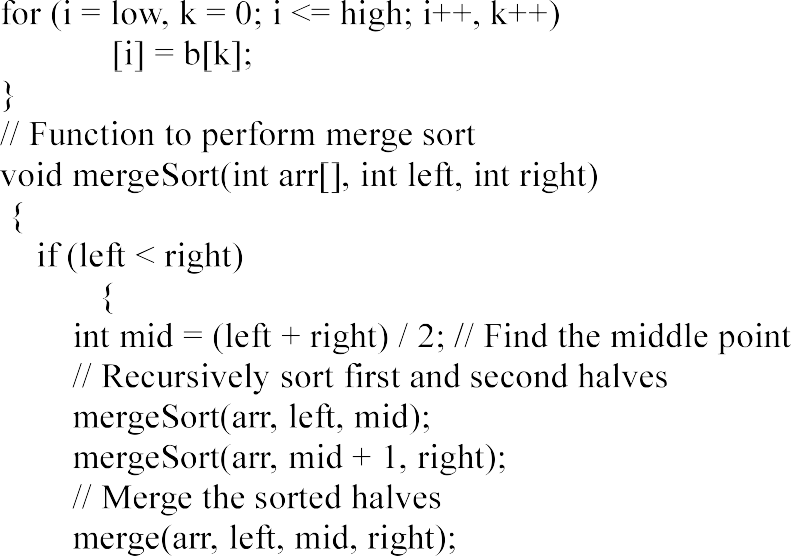 for (i = low, k = 0; i <= high; i++, k++)
[i] = b[k];
}
// Function to perform merge sort
void mergeSort(int arr[], int left, int right)
{
if (left < right)
{
int mid = (left + right) / 2; // Find the middle point
// Recursively sort first and second halves
mergeSort(arr, left, mid);
mergeSort(arr, mid + 1, right);
// Merge the sorted halves
merge(arr, left, mid, right);